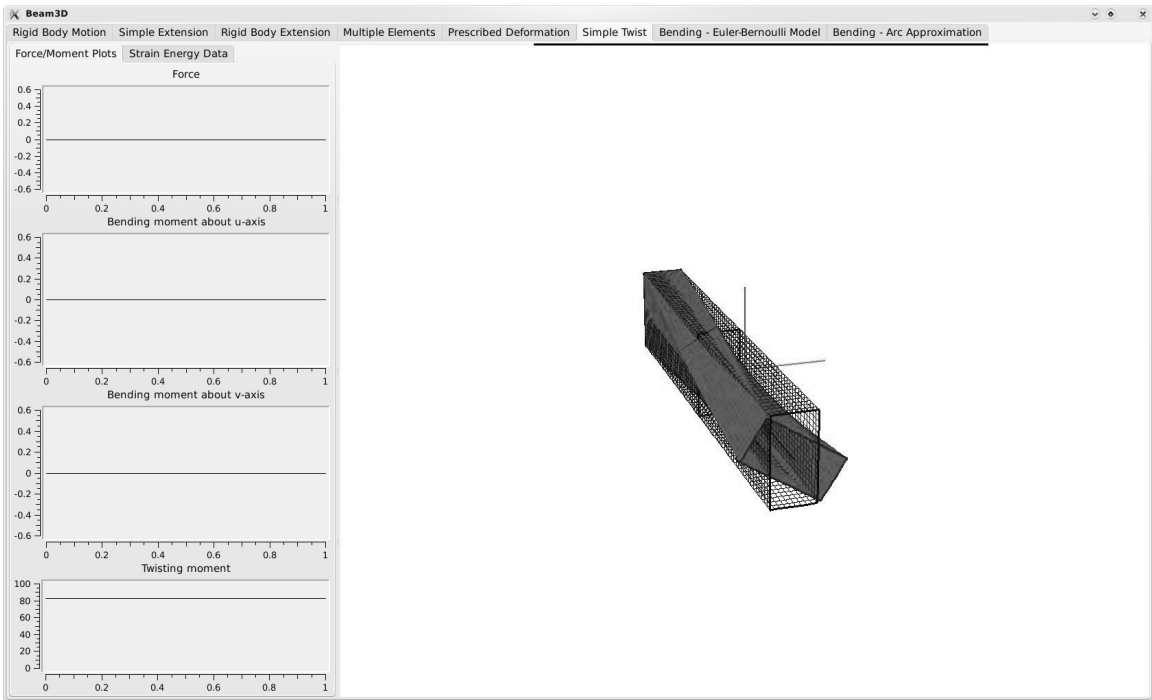 Beam3D
Rigid Body Motion Simple Extension Rigid Body Extension Multiple Elements Prescribed Deformation Simple Twist Bending - Euler-Bernoulli Model Bending - Arc Approximation
Force/Moment Plots Strain Energy Data
Force
0.6
0.4
0.2
0
-0.2
-0.4
-0.6
0 0.2 0.4 0.6 0.8 1
Bending moment about u-axis
0.6
0.4
0.2
0
-0.2
-0.4
-0.6
0 0.2 0.4 0.6 0.8 1
Bending moment about v-axis
0.6
0.4
0.2
0
-0.2
-0.4
-0.6
0 0.2 0.4 0.6 0.8 1
Twisting moment
100
80
60
40
20
0
0 0.2 0.4 0.6 0.8 1